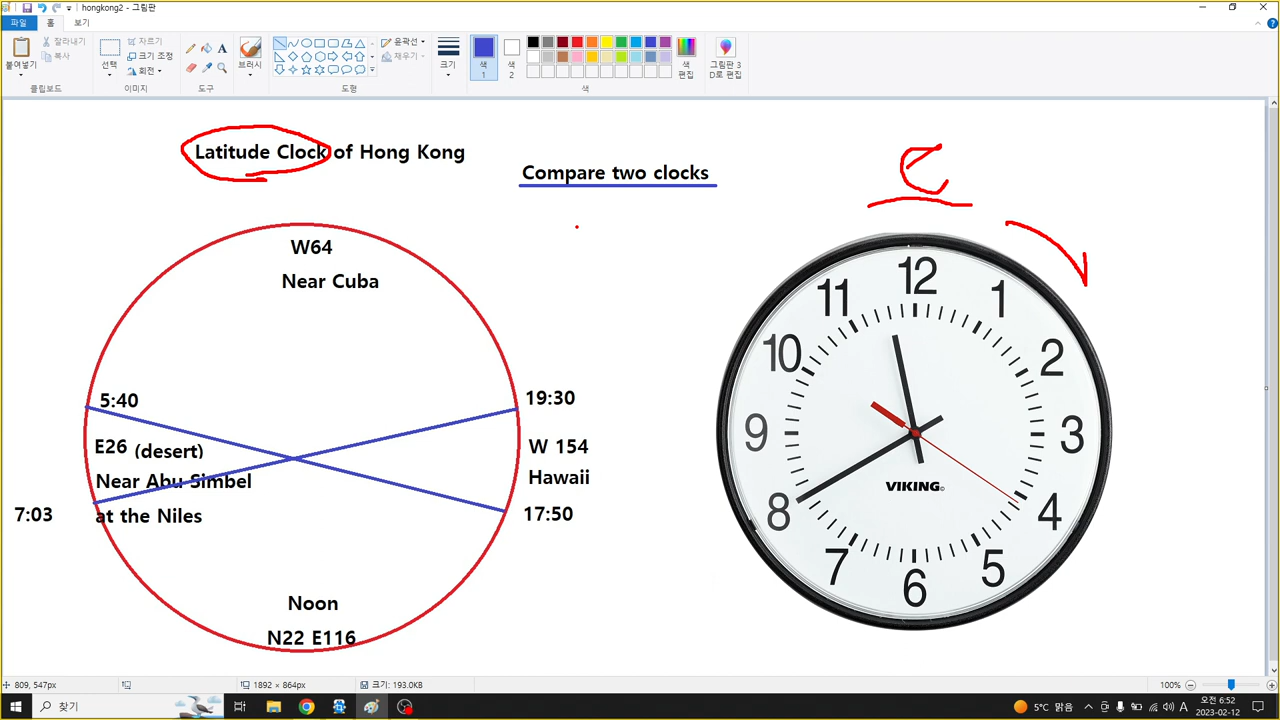 hongkong2 - 그림판
파일 홈 보기
붙여넣기
잘라내기
복사
클립보드
선택
자르기
크기 조정
회전
이미지
도구
브러시
윤곽선
채우기
도형
크기
색 1
색 2
색 편집
색
그림판 3D로 편집
Latitude Clock of Hong Kong
Compare two clocks
W64
Near Cuba
5:40
19:30
E26 (desert)
W 154
Near Abu Simbel
Hawaii
7:03
at the Niles
17:50
Noon
N22 E116
12
1
2
3
4
5
6
7
8
9
10
11
VIKING
809, 547px
1892 × 864px
크기: 193.0KB
100%
찾기
5°C 맑음
A
오전 6:52
2023-02-12